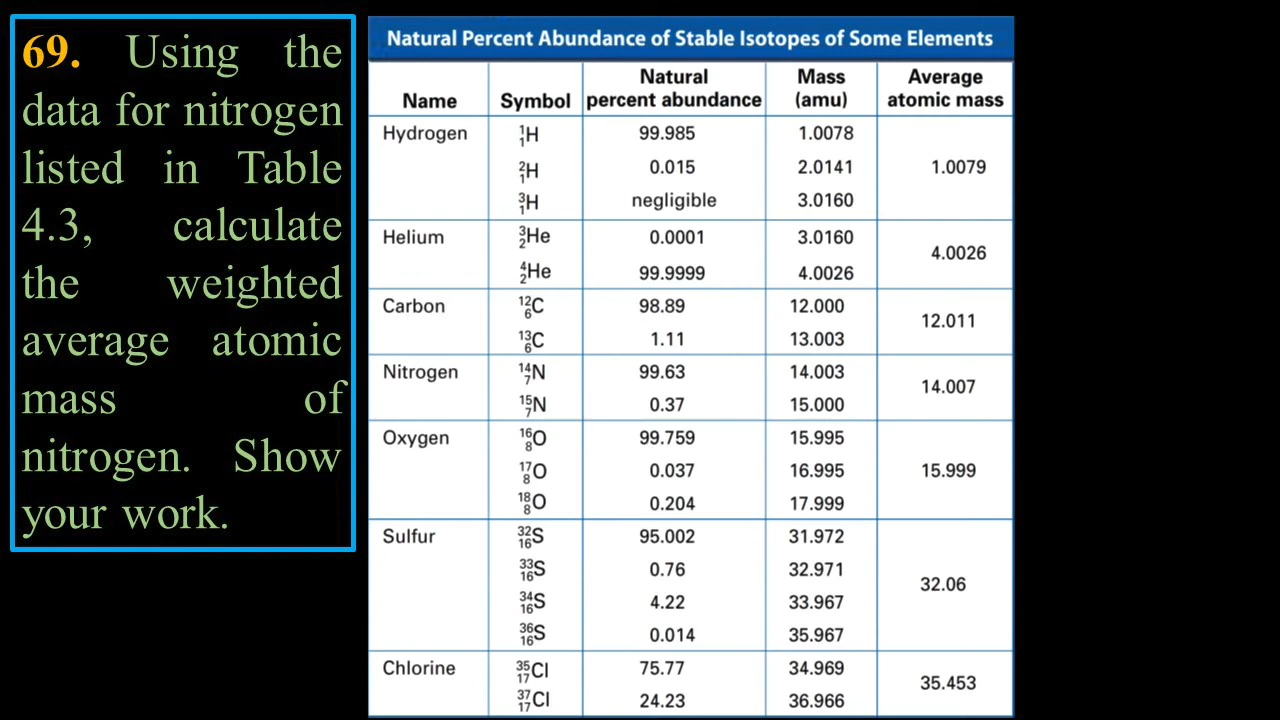 69. Using the
data for nitrogen
listed in Table
4.3, calculate
the weighted
average atomic
mass of
nitrogen. Show
your work.
Natural Percent Abundance of Stable Isotopes of Some Elements
Name Symbol Natural percent abundance Mass (amu) Average atomic mass
Hydrogen ¹₁H 99.985 1.0078
²₁H 0.015 2.0141 1.0079
³₁H negligible 3.0160
Helium ³₂He 0.0001 3.0160
4.0026
⁴₂He 99.9999 4.0026
Carbon ¹²₆C 98.89 12.000
12.011
¹³₆C 1.11 13.003
Nitrogen ¹⁴₇N 99.63 14.003
14.007
¹⁵₇N 0.37 15.000
Oxygen ¹⁶₈O 99.759 15.995
¹⁷₈O 0.037 16.995 15.999
¹⁸₈O 0.204 17.999
Sulfur ³²₁₆S 95.002 31.972
³³₁₆S 0.76 32.971
32.06
³⁴₁₆S 4.22 33.967
³⁶₁₆S 0.014 35.967
Chlorine ³⁵₁₇Cl 75.77 34.969
35.453
³⁷₁₇Cl 24.23 36.966